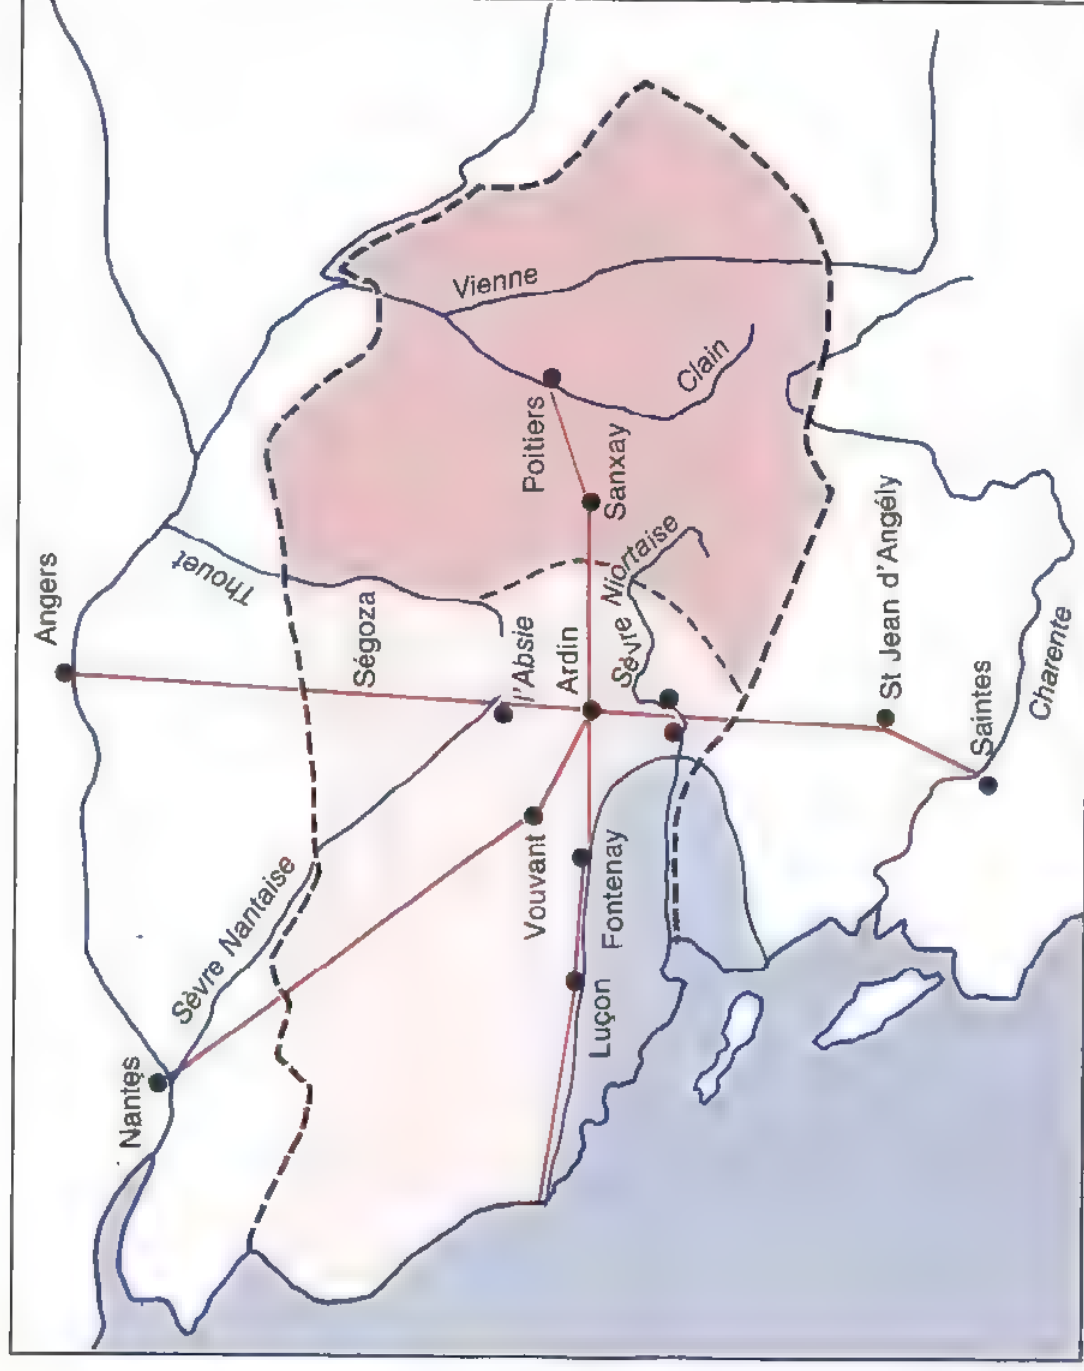 Angers
Nantes
Thouet
Sèvre Nantaise
Ségoza
Vienne
l'Absie
Poitiers
Vouvant
Ardin
Clain
Sanxay
Fontenay
Luçon
Sèvre Niortaise
St Jean d'Angély
Saintes
Charente